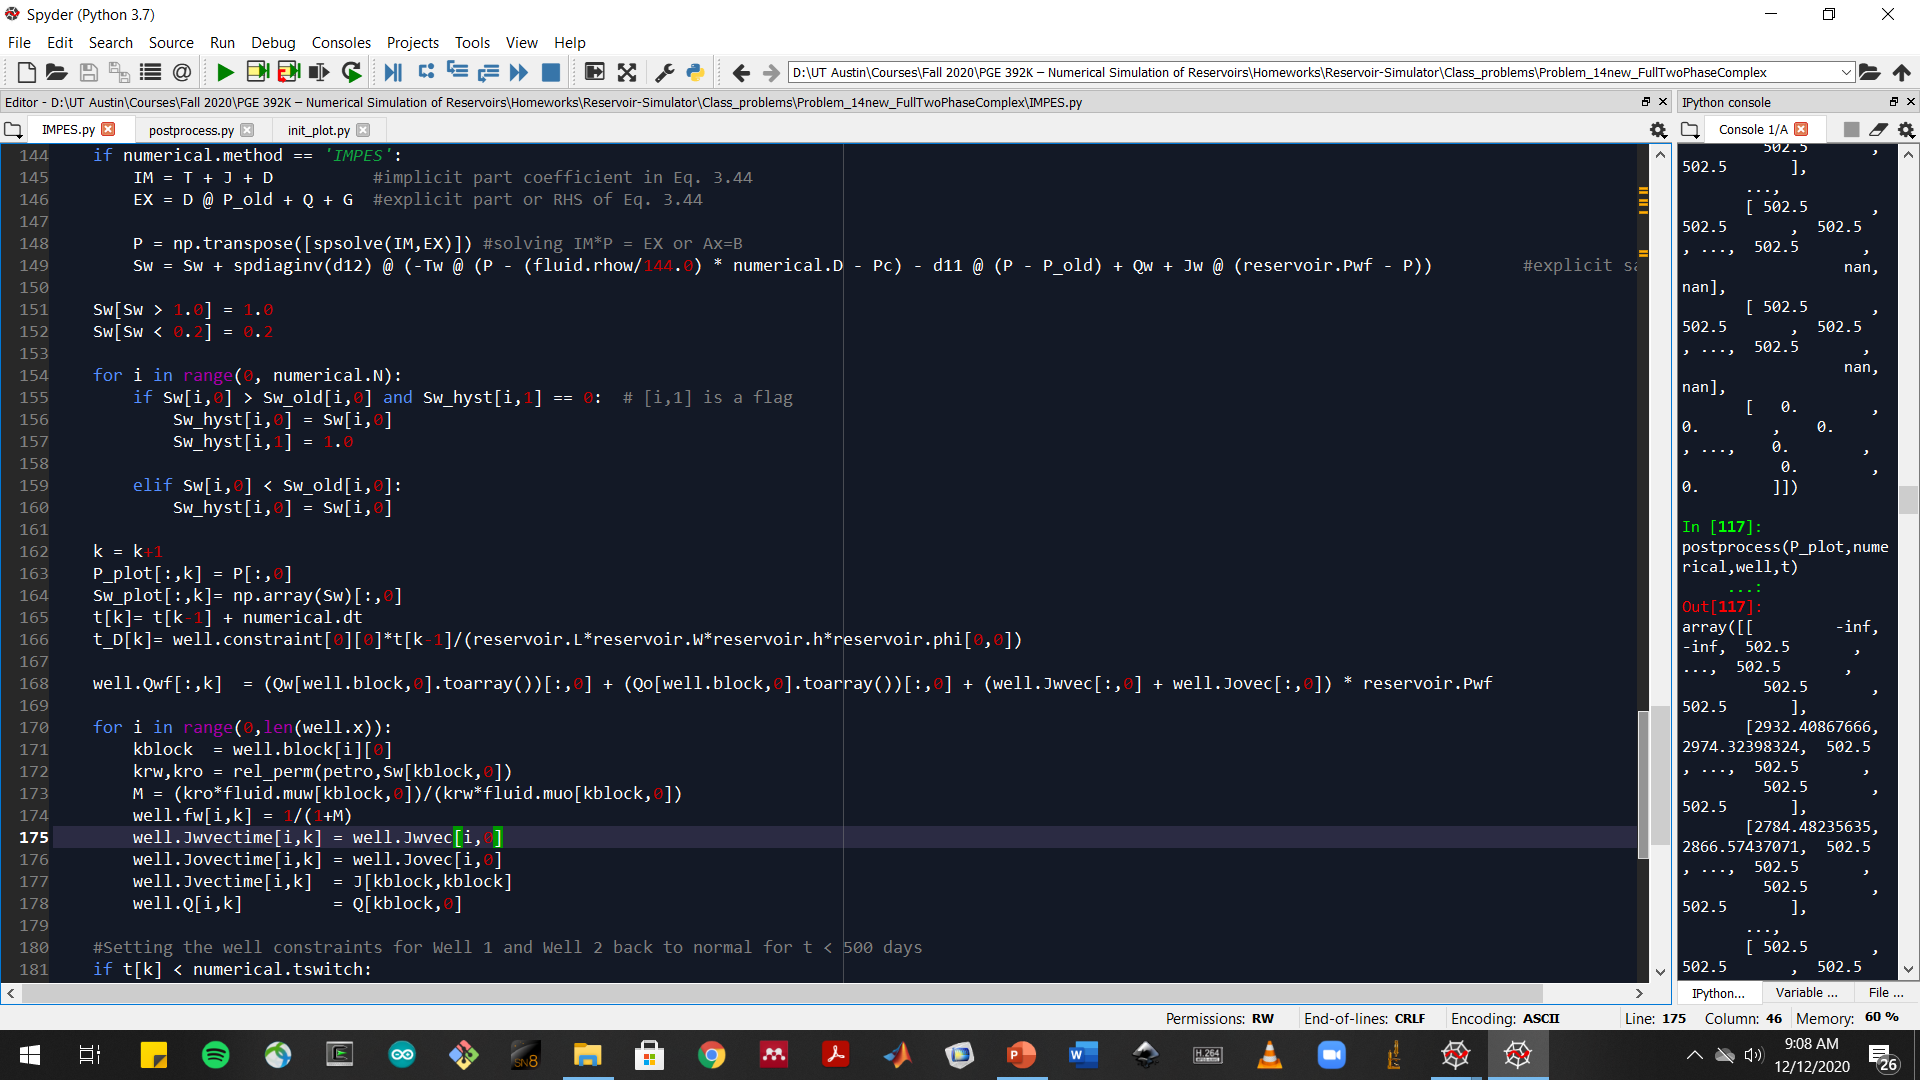 Spyder (Python 3.7)
File Edit Search Source Run Debug Consoles Projects Tools View Help
D:\UT Austin\Courses\Fall 2020\PGE 392K – Numerical Simulation of Reservoirs\Homeworks\Reservoir-Simulator\Class_problems\Problem_14new_FullTwoPhaseComplex
Editor - D:\UT Austin\Courses\Fall 2020\PGE 392K – Numerical Simulation of Reservoirs\Homeworks\Reservoir-Simulator\Class_problems\Problem_14new_FullTwoPhaseComplex\IMPES.py
IMPES.py postprocess.py init_plot.py
144 if numerical.method == 'IMPES':
145 IM = T + J + D #implicit part coefficient in Eq. 3.44
146 EX = D @ P_old + Q + G #explicit part or RHS of Eq. 3.44
147
148 P = np.transpose([spsolve(IM,EX)]) #solving IM*P = EX or Ax=B
149 Sw = Sw + spdiaginv(d12) @ (-Tw @ (P - (fluid.rhow/144.0) * numerical.D - Pc) - d11 @ (P - P_old) + Qw + Jw @ (reservoir.Pwf - P)) #explicit sa
150
151 Sw[Sw > 1.0] = 1.0
152 Sw[Sw < 0.2] = 0.2
153
154 for i in range(0, numerical.N):
155 if Sw[i,0] > Sw_old[i,0] and Sw_hyst[i,1] == 0: # [i,1] is a flag
156 Sw_hyst[i,0] = Sw[i,0]
157 Sw_hyst[i,1] = 1.0
158
159 elif Sw[i,0] < Sw_old[i,0]:
160 Sw_hyst[i,0] = Sw[i,0]
161
162 k = k+1
163 P_plot[:,k] = P[:,0]
164 Sw_plot[:,k]= np.array(Sw)[:,0]
165 t[k]= t[k-1] + numerical.dt
166 t_D[k]= well.constraint[0][0]*t[k-1]/(reservoir.L*reservoir.W*reservoir.h*reservoir.phi[0,0])
167
168 well.Qwf[:,k] = (Qw[well.block,0].toarray())[:,0] + (Qo[well.block,0].toarray())[:,0] + (well.Jwvec[:,0] + well.Jovec[:,0]) * reservoir.Pwf
169
170 for i in range(0,len(well.x)):
171 kblock = well.block[i][0]
172 krw,kro = rel_perm(petro,Sw[kblock,0])
173 M = (kro*fluid.muw[kblock,0])/(krw*fluid.muo[kblock,0])
174 well.fw[i,k] = 1/(1+M)
175 well.Jwvectime[i,k] = well.Jwvec[i,0]
176 well.Jovectime[i,k] = well.Jovec[i,0]
177 well.Jvectime[i,k] = J[kblock,kblock]
178 well.Q[i,k] = Q[kblock,0]
179
180 #Setting the well constraints for Well 1 and Well 2 back to normal for t < 500 days
181 if t[k] < numerical.tswitch:
IPython console
Console 1/A
502.5 ,
502.5 ],
...,
[ 502.5 ,
502.5 , 502.5
, ..., 502.5 ,
nan,
nan],
[ 502.5 ,
502.5 , 502.5
, ..., 502.5 ,
nan,
nan],
[ 0. ,
0. , 0.
, ..., 0. ,
0. ,
0. ]])
In [117]:
postprocess(P_plot,nume
rical,well,t)
...:
Out[117]:
array([[ -inf,
-inf, 502.5 ,
..., 502.5 ,
502.5 ,
502.5 ],
[2932.40867666,
2974.32398324, 502.5
, ..., 502.5 ,
502.5 ,
502.5 ],
[2784.48235635,
2866.57437071, 502.5
, ..., 502.5 ,
502.5 ,
502.5 ],
...,
[ 502.5 ,
502.5 , 502.5
IPython... Variable ... File ...
Permissions: RW End-of-lines: CRLF Encoding: ASCII Line: 175 Column: 46 Memory: 60 %
SN8
H.264
9:08 AM
12/12/2020
26